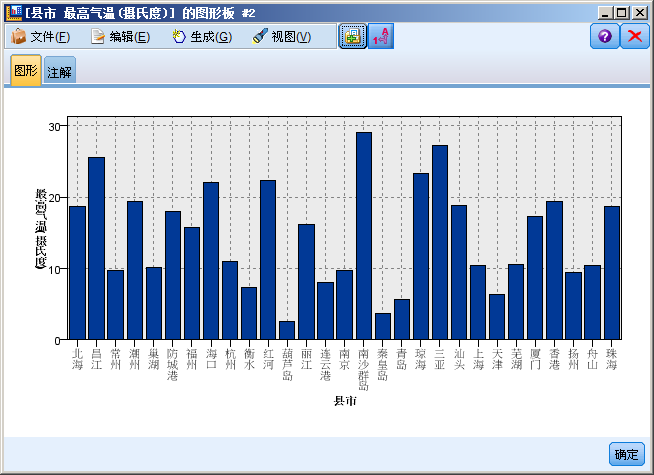 [县市 最高气温(摄氏度)] 的图形板 #2
文件(F) 编辑(E) 生成(G) 视图(V)
图形 注解
30
20
10
0
最高气温(摄氏度)
北海 昌江 常州 潮州 巢湖 防城港 福州 海口 杭州 衡水 红河 葫芦岛 丽江 连云港 南京 南沙群岛 秦皇岛 青岛 琼海 三亚 汕头 上海 天津 芜湖 厦门 香港 扬州 舟山 珠海
县市
确定